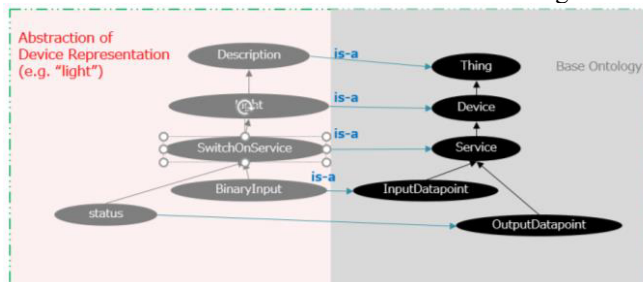 Abstraction of
Device Representation
(e.g. “light”)
Description
is-a
Thing
Base Ontology
is-a
Device
is-a
SwitchOnService
Service
BinaryInput
is-a
InputDatapoint
status
OutputDatapoint